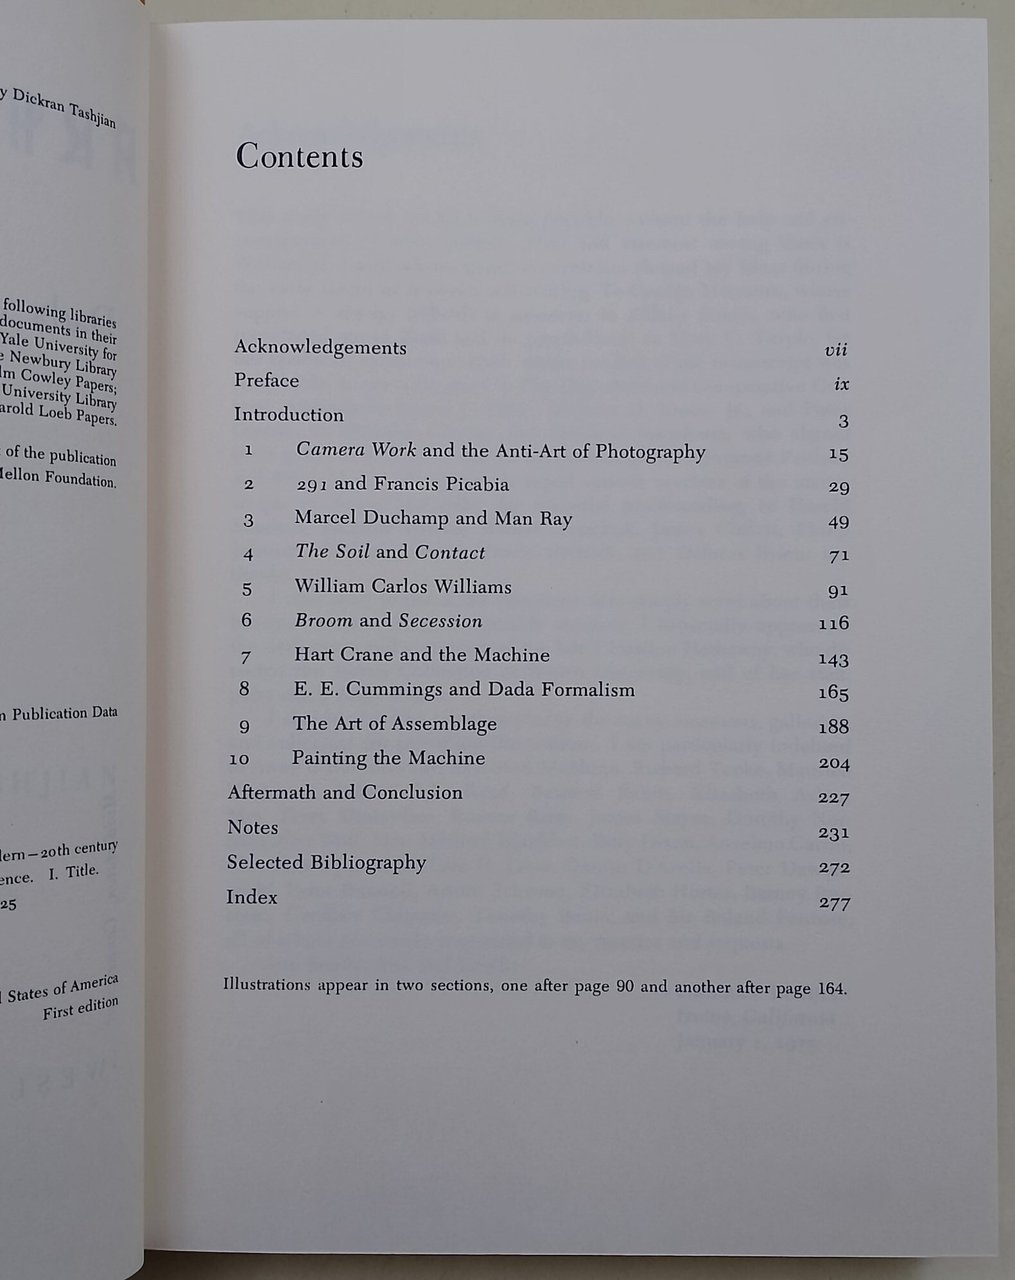 y Dickran Tashjian
following libraries
documents in their
Yale University for
Newbury Library
lm Cowley Papers;
University Library
arold Loeb Papers.
of the publication
Mellon Foundation.
n Publication Data
dern—20th century
ence. I. Title.
25
States of America
First edition
Contents
Acknowledgements vii
Preface ix
Introduction 3
1 Camera Work and the Anti-Art of Photography 15
2 291 and Francis Picabia 29
3 Marcel Duchamp and Man Ray 49
4 The Soil and Contact 71
5 William Carlos Williams 91
6 Broom and Secession 116
7 Hart Crane and the Machine 143
8 E. E. Cummings and Dada Formalism 165
9 The Art of Assemblage 188
10 Painting the Machine 204
Aftermath and Conclusion 227
Notes 231
Selected Bibliography 272
Index 277
Illustrations appear in two sections, one after page 90 and another after page 164.